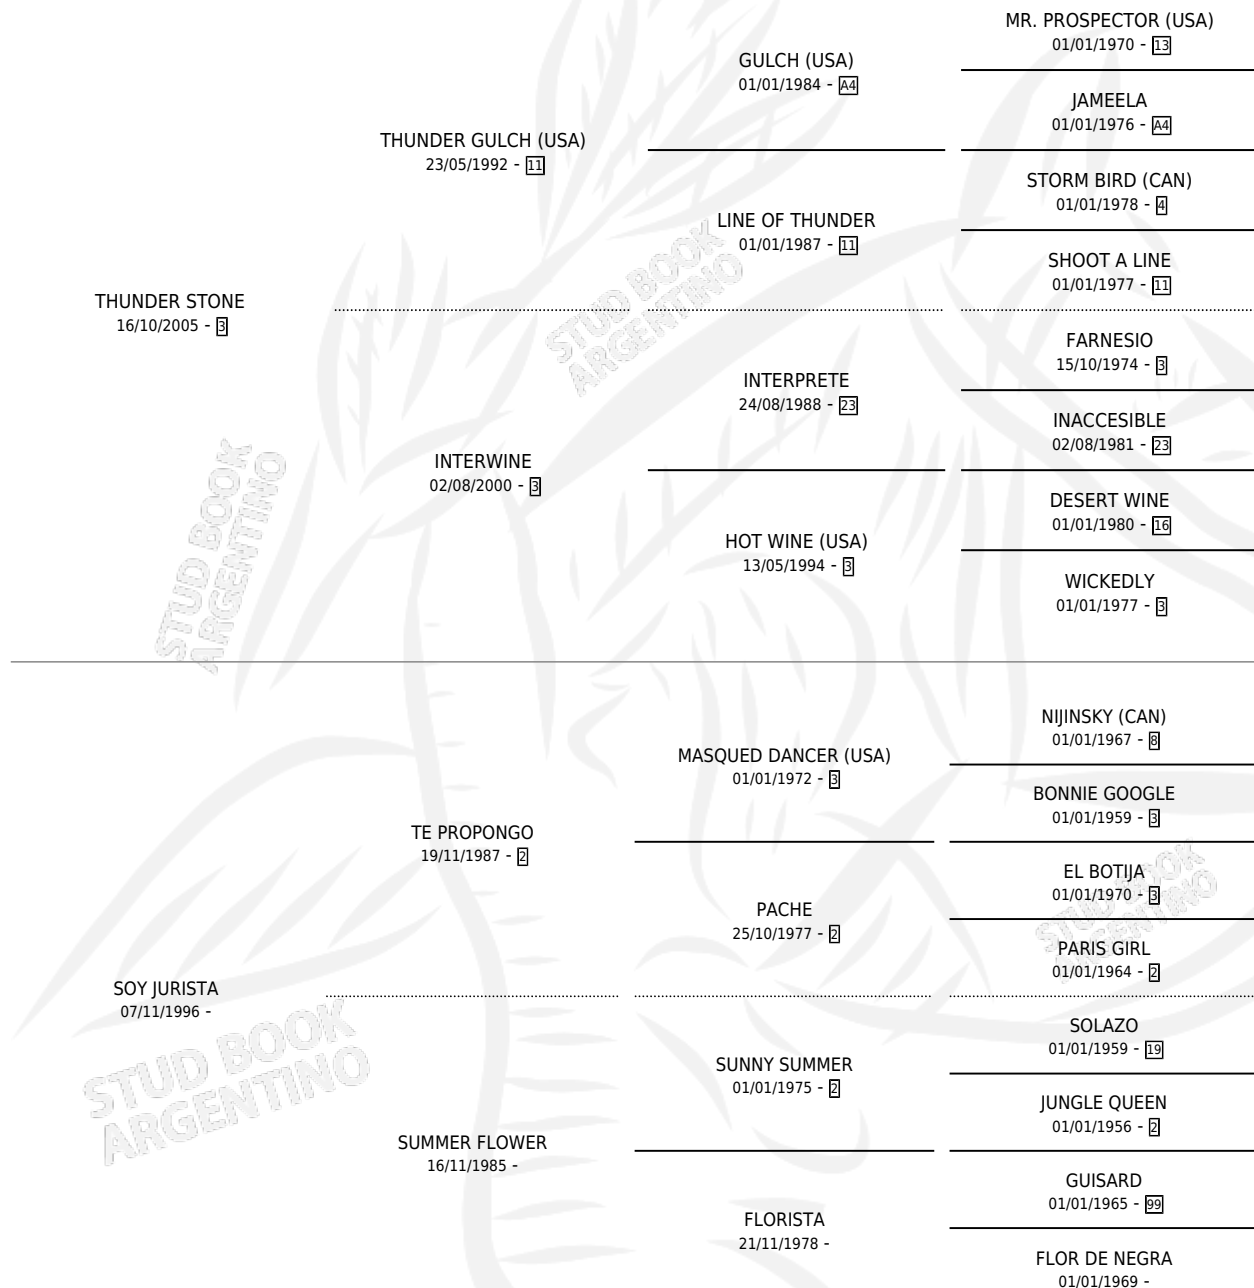 MR. PROSPECTOR (USA)
01/01/1970 - 13
GULCH (USA)
01/01/1984 - A4
JAMEELA
01/01/1976 - A4
THUNDER GULCH (USA)
23/05/1992 - 11
STORM BIRD (CAN)
01/01/1978 - 4
LINE OF THUNDER
01/01/1987 - 11
SHOOT A LINE
01/01/1977 - 11
THUNDER STONE
16/10/2005 - 3
STUD BOOK
ARGENTINO
FARNESIO
15/10/1974 - 3
INTERPRETE
24/08/1988 - 23
INACCESIBLE
02/08/1981 - 23
INTERWINE
02/08/2000 - 3
DESERT WINE
01/01/1980 - 16
HOT WINE (USA)
13/05/1994 - 3
WICKEDLY
01/01/1977 - 3
STUD BOOK
ARGENTINO
NIJINSKY (CAN)
01/01/1967 - 8
MASQUED DANCER (USA)
01/01/1972 - 3
BONNIE GOOGLE
01/01/1959 - 3
TE PROPONGO
19/11/1987 - 2
EL BOTIJA
01/01/1970 - 3
PACHE
25/10/1977 - 2
PARIS GIRL
01/01/1964 - 2
STUD BOOK
ARGENTINO
SOY JURISTA
07/11/1996 -
SOLAZO
01/01/1959 - 19
SUNNY SUMMER
01/01/1975 - 2
JUNGLE QUEEN
01/01/1956 - 2
STUD BOOK
ARGENTINO
SUMMER FLOWER
16/11/1985 -
GUISARD
01/01/1965 - 99
FLORISTA
21/11/1978 -
FLOR DE NEGRA
01/01/1969 -